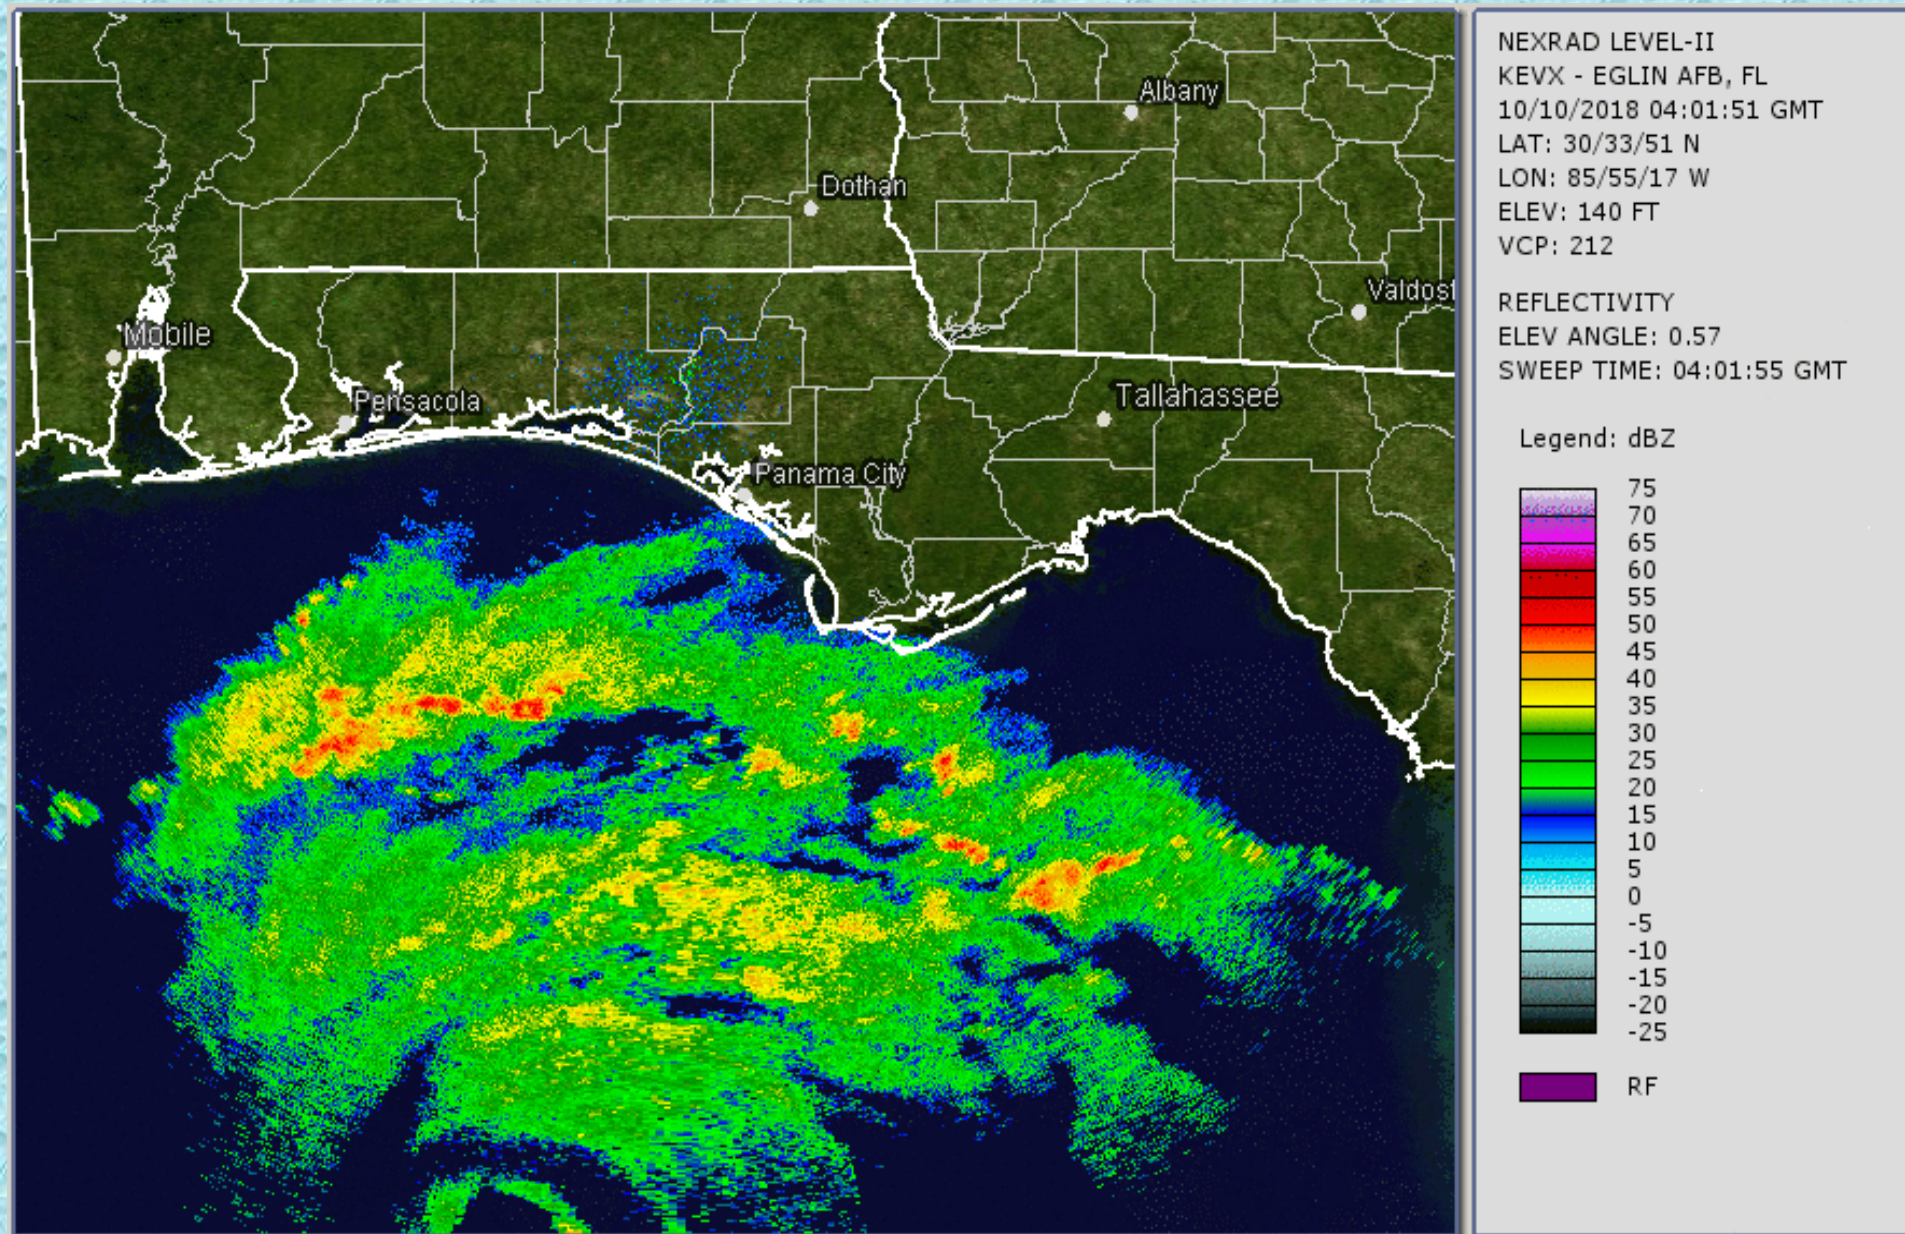 Albany
Dothan
Mobile
Pensacola
Panama City
Tallahassee
Valdost
NEXRAD LEVEL-II
KEVX - EGLIN AFB, FL
10/10/2018 04:01:51 GMT
LAT: 30/33/51 N
LON: 85/55/17 W
ELEV: 140 FT
VCP: 212
REFLECTIVITY
ELEV ANGLE: 0.57
SWEEP TIME: 04:01:55 GMT
Legend: dBZ
75
70
65
60
55
50
45
40
35
30
25
20
15
10
5
0
-5
-10
-15
-20
-25
RF